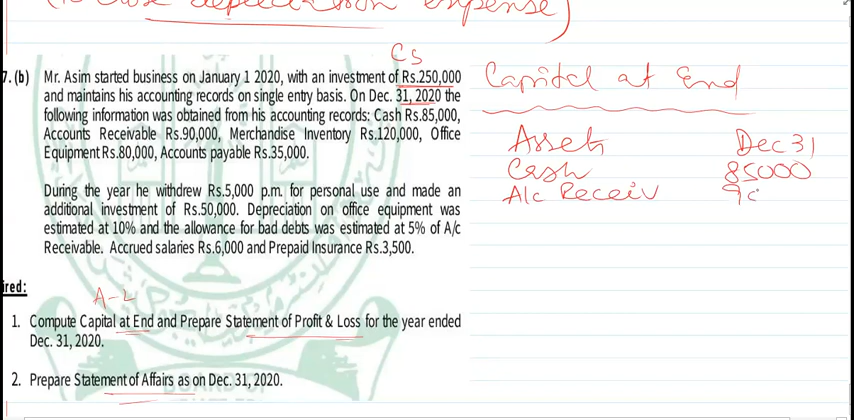 (To close depreciation expense)
CS
7.(b) Mr. Asim started business on January 1 2020, with an investment of Rs.250,000
and maintains his accounting records on single entry basis. On Dec. 31, 2020 the
following information was obtained from his accounting records: Cash Rs.85,000,
Accounts Receivable Rs.90,000, Merchandise Inventory Rs.120,000, Office
Equipment Rs.80,000, Accounts payable Rs.35,000.
During the year he withdrew Rs.5,000 p.m. for personal use and made an
additional investment of Rs.50,000. Depreciation on office equipment was
estimated at 10% and the allowance for bad debts was estimated at 5% of A/c
Receivable. Accrued salaries Rs.6,000 and Prepaid Insurance Rs.3,500.
ired:
A-L
1. Compute Capital at End and Prepare Statement of Profit & Loss for the year ended
Dec. 31, 2020.
2. Prepare Statement of Affairs as on Dec. 31, 2020.
Capital at End
Assets Dec 31
Cash 85000
A/c Receiv 90